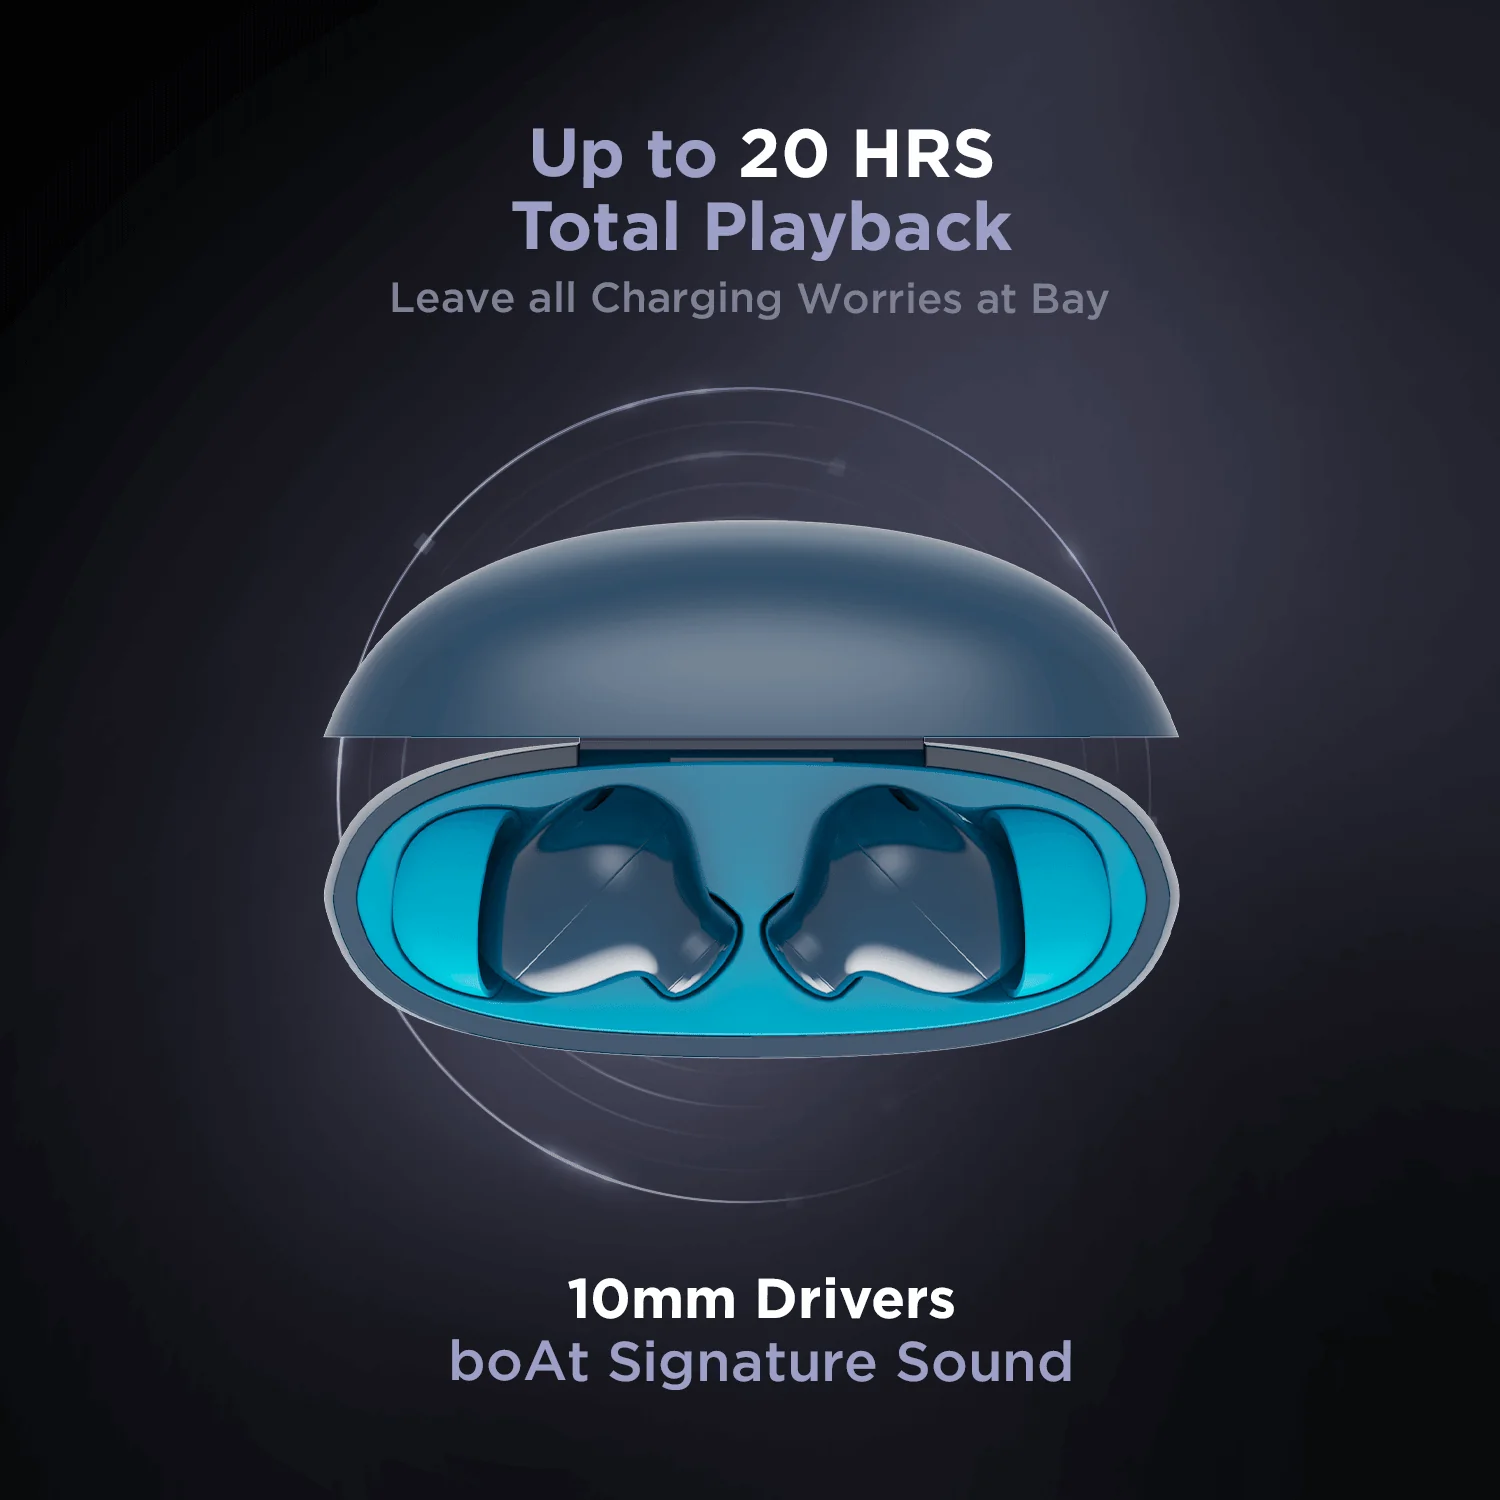 Up to 20 HRS
Total Playback
Leave all Charging Worries at Bay
10mm Drivers
boAt Signature Sound